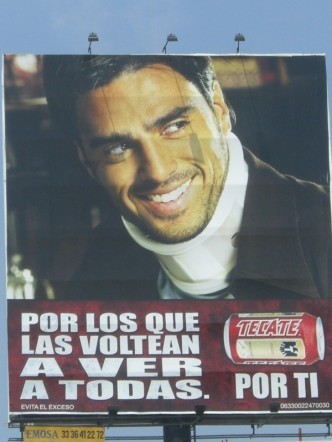 POR LOS QUE
LAS VOLTEAN
A VER
A TODAS.
TECATE
POR TI
EVITA EL EXCESO
06330022470030
EMOSA 33 36 41 22 72